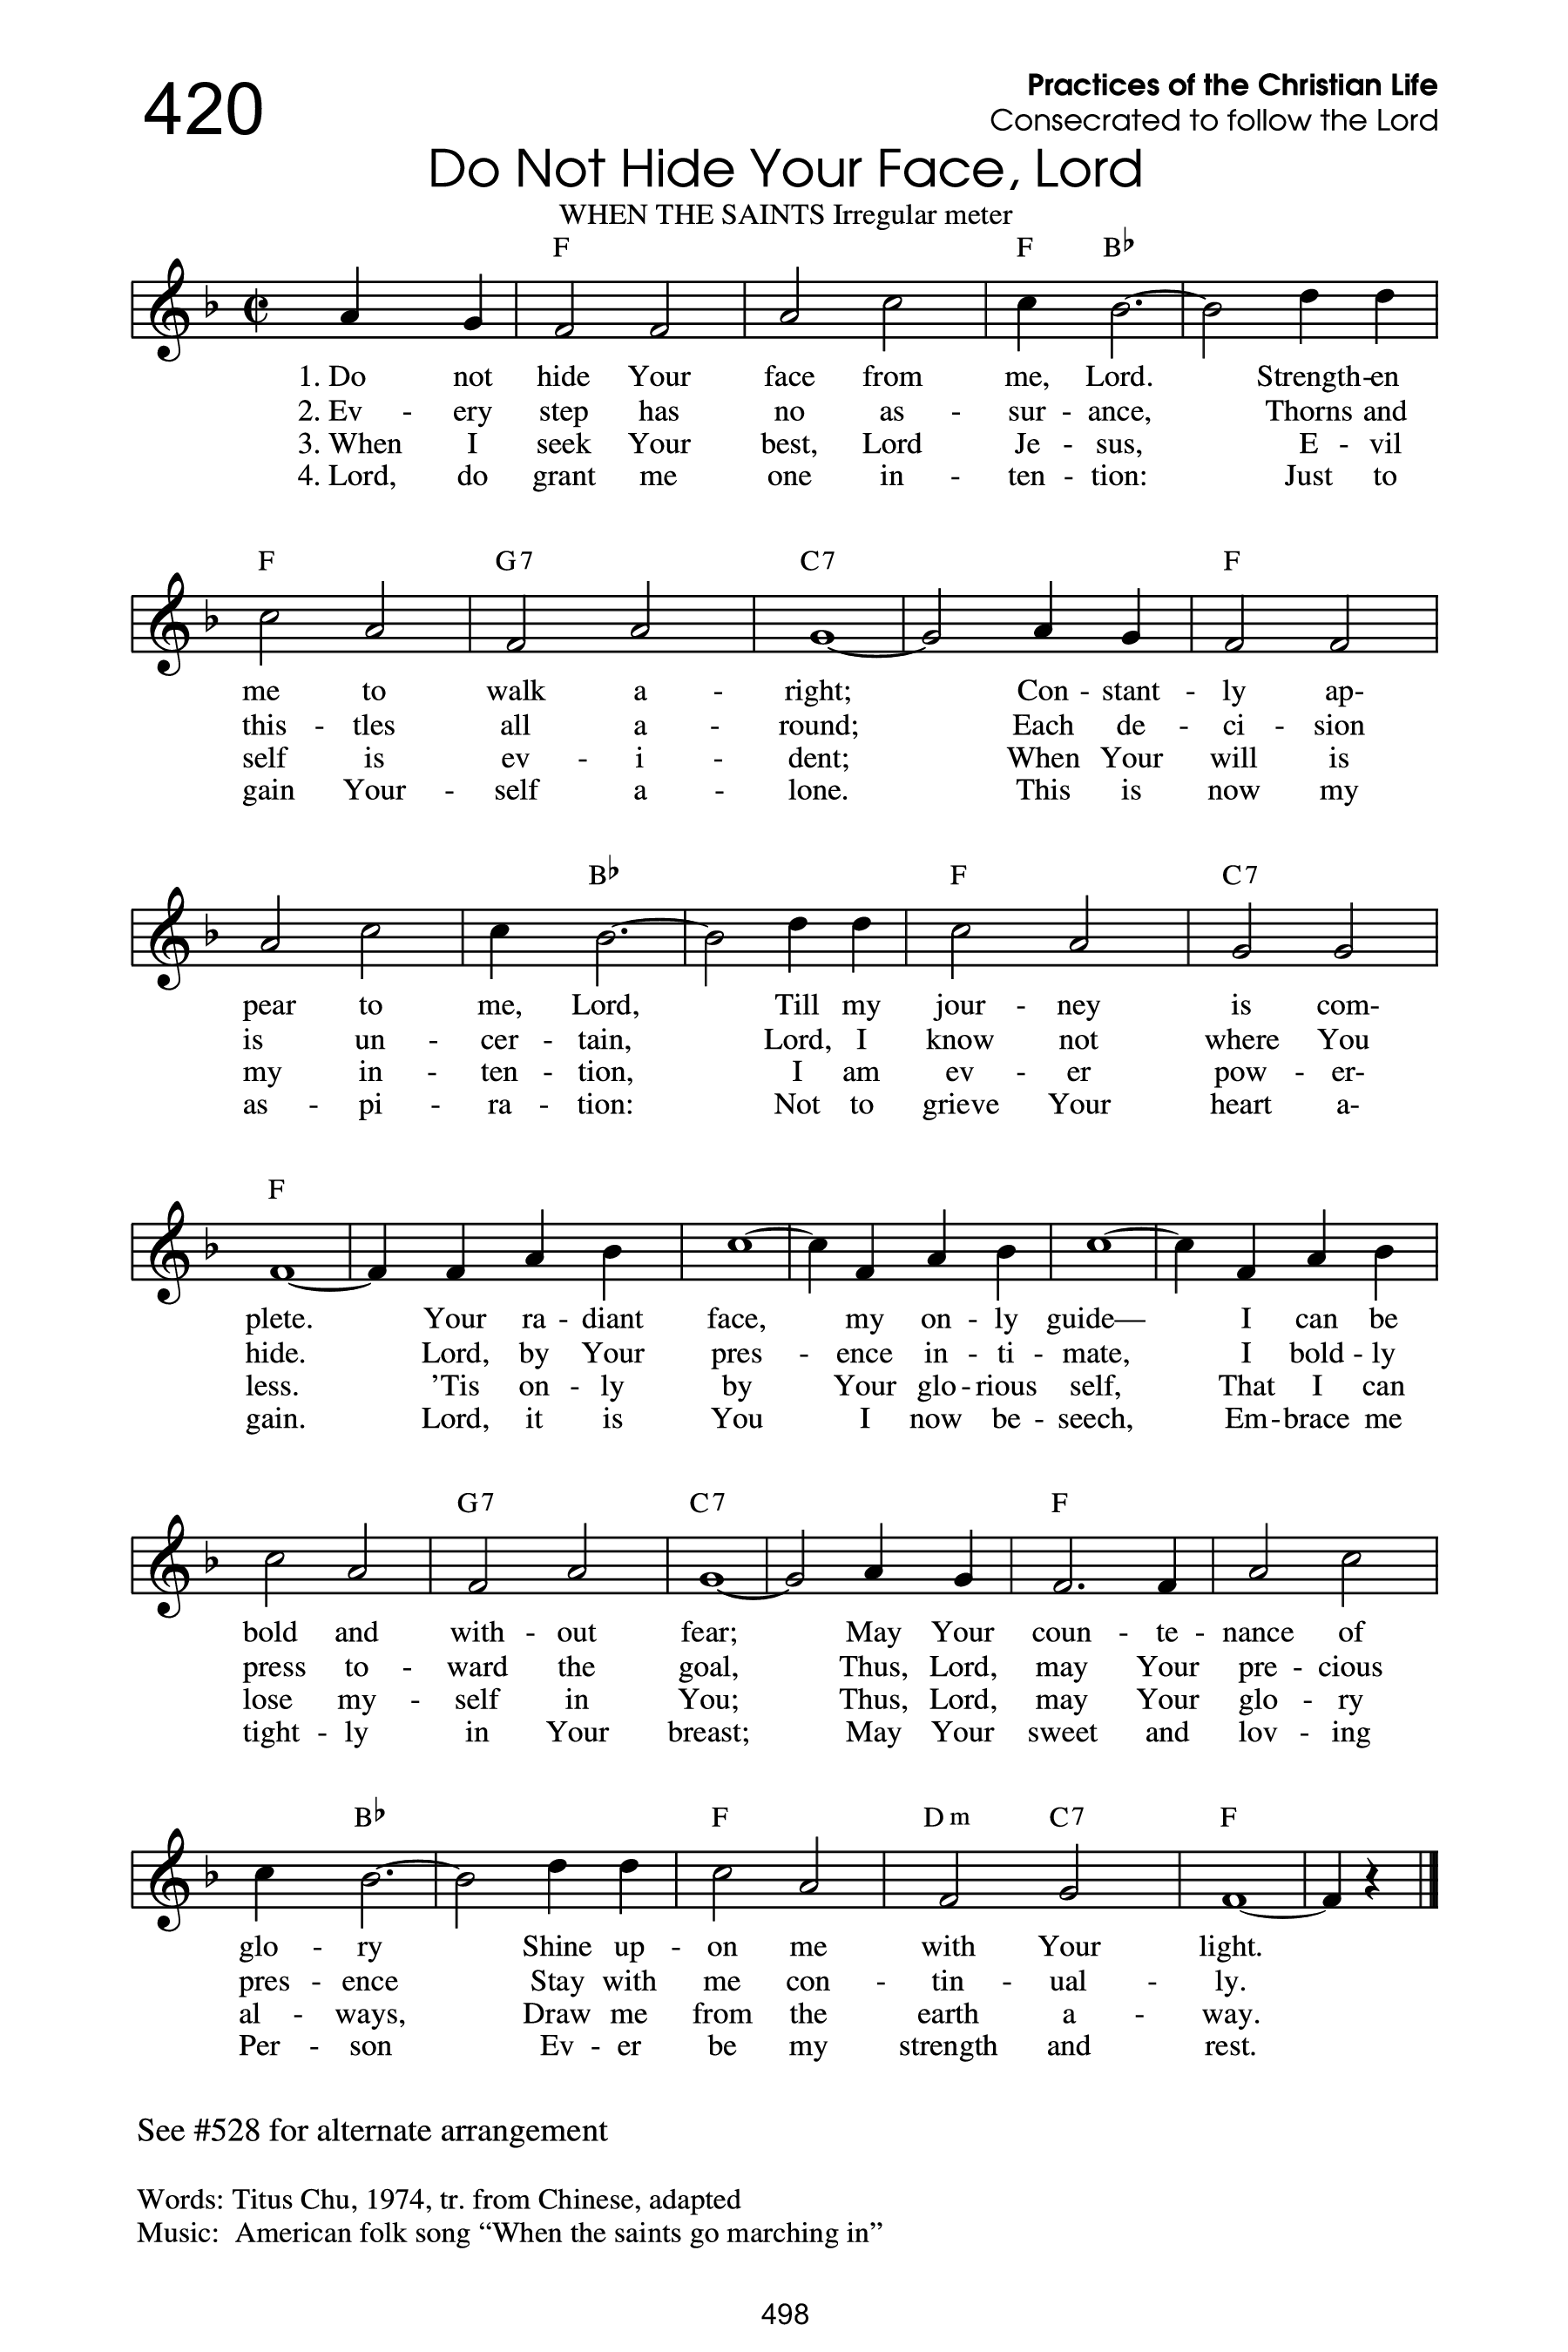 420
Practices of the Christian Life
Consecrated to follow the Lord
Do Not Hide Your Face, Lord
WHEN THE SAINTS Irregular meter
F F B♭
1. Do not hide Your face from me, Lord. Strength-en
2. Ev - ery step has no as - sur - ance, Thorns and
3. When I seek Your best, Lord Je - sus, E - vil
4. Lord, do grant me one in - ten - tion: Just to
F G7 C7 F
me to walk a - right; Con - stant - ly ap-
this - tles all a - round; Each de - ci - sion
self is ev - i - dent; When Your will is
gain Your - self a - lone. This is now my
B♭ F C7
pear to me, Lord, Till my jour - ney is com-
is un - cer - tain, Lord, I know not where You
my in - ten - tion, I am ev - er pow - er-
as - pi - ra - tion: Not to grieve Your heart a-
F
plete. Your ra - diant face, my on - ly guide— I can be
hide. Lord, by Your pres - ence in - ti - mate, I bold - ly
less. ’Tis on - ly by Your glo - rious self, That I can
gain. Lord, it is You I now be - seech, Em - brace me
G7 C7 F
bold and with - out fear; May Your coun - te - nance of
press to - ward the goal, Thus, Lord, may Your pre - cious
lose my - self in You; Thus, Lord, may Your glo - ry
tight - ly in Your breast; May Your sweet and lov - ing
B♭ F Dm C7 F
glo - ry Shine up - on me with Your light.
pres - ence Stay with me con - tin - ual - ly.
al - ways, Draw me from the earth a - way.
Per - son Ev - er be my strength and rest.
See #528 for alternate arrangement
Words: Titus Chu, 1974, tr. from Chinese, adapted
Music: American folk song “When the saints go marching in”
498